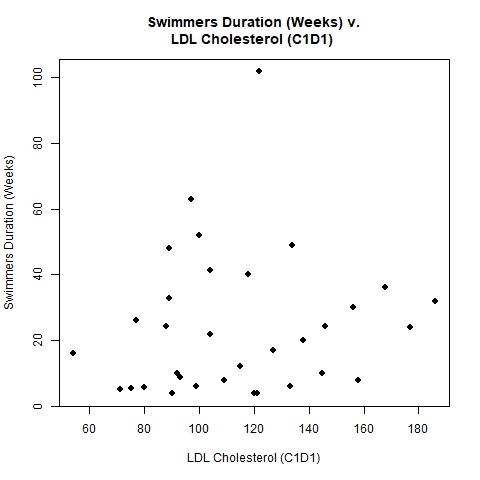 Swimmers Duration (Weeks) v.
LDL Cholesterol (C1D1)
Swimmers Duration (Weeks)
100
80
60
40
20
0
60 80 100 120 140 160 180
LDL Cholesterol (C1D1)